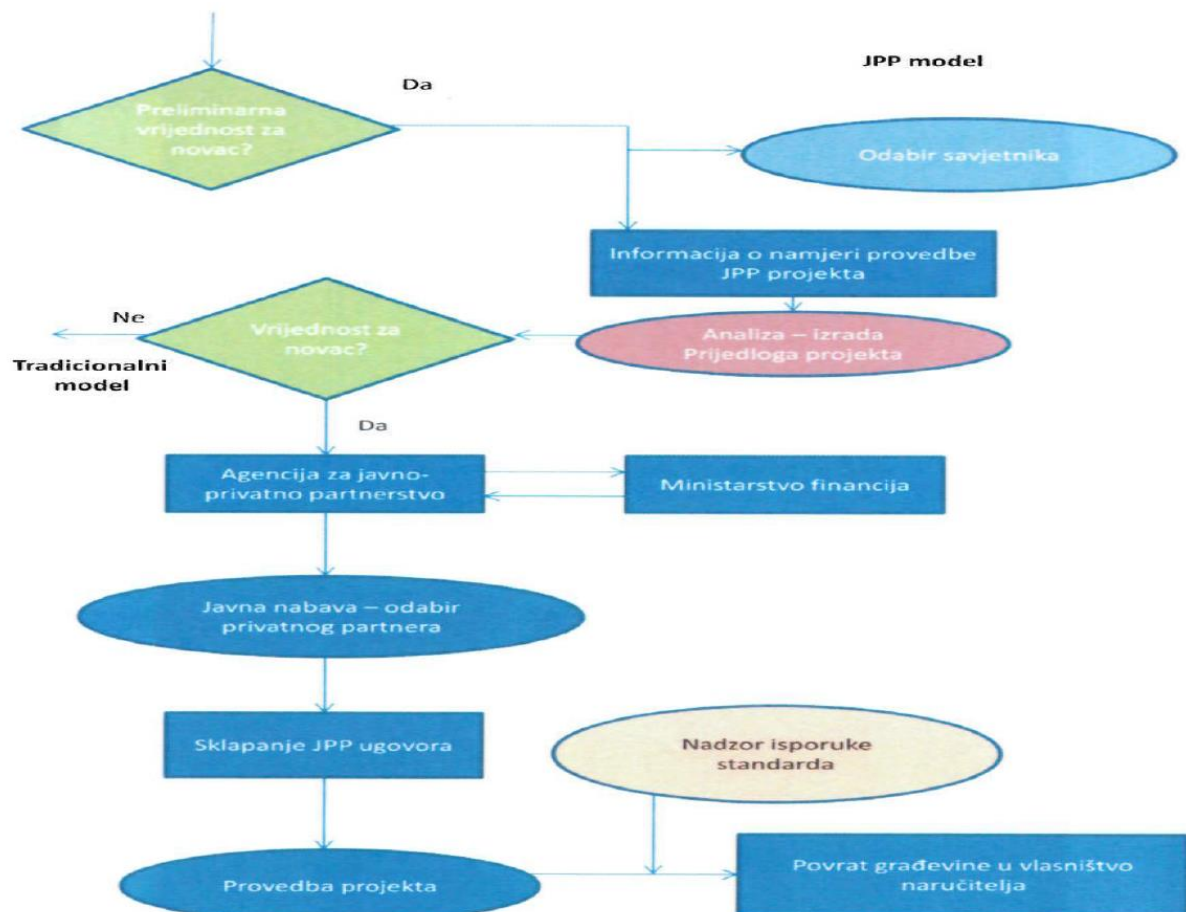 JPP model
Da
Preliminarna
vrijednost za
novac?
Odabir savjetnika
Informacija o namjeri provedbe
JPP projekta
Ne
Vrijednost za
novac?
Analiza – izrada
Prijedloga projekta
Tradicionalni
model
Da
Agencija za javno-
privatno partnerstvo
Ministarstvo financija
Javna nabava – odabir
privatnog partnera
Sklapanje JPP ugovora
Nadzor isporuke
standarda
Provedba projekta
Povrat građevine u vlasništvo
naručitelja